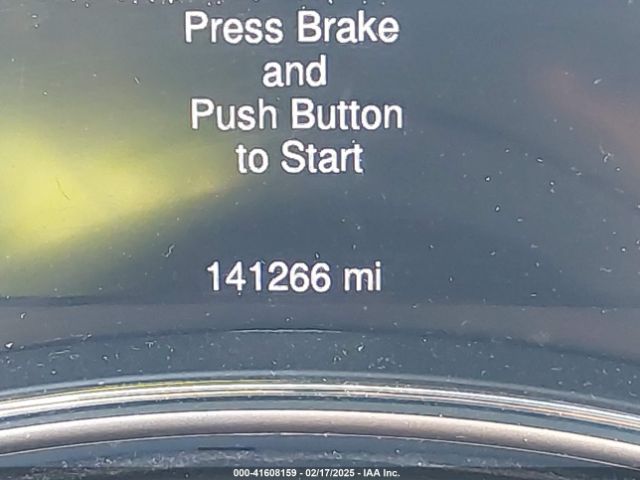 Press Brake
and
Push Button
to Start
141266 mi
000-41608159 - 02/17/2025 - IAA Inc.